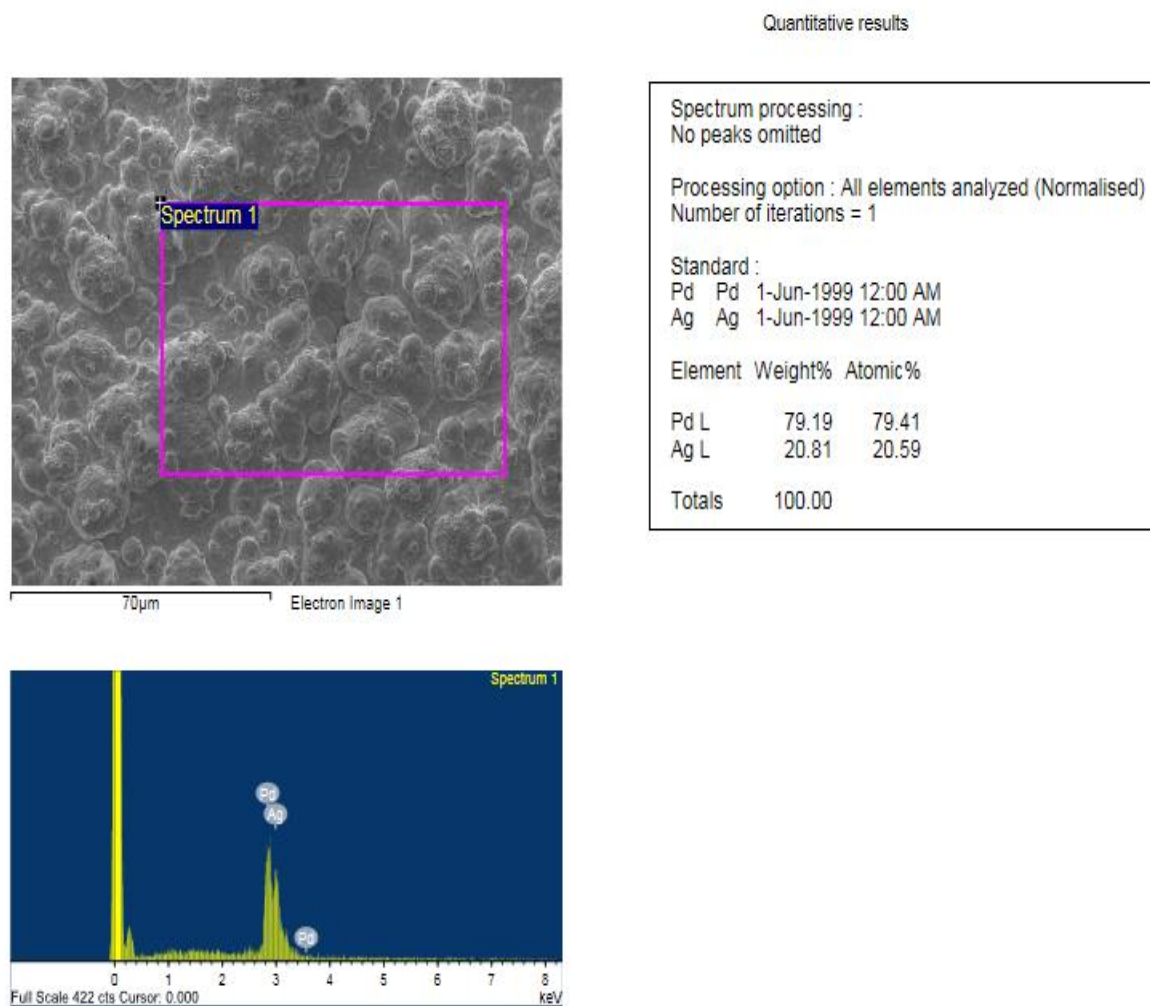 Quantitative results
Spectrum 1
70µm
Electron Image 1
Spectrum processing :
No peaks omitted
Processing option : All elements analyzed (Normalised)
Number of iterations = 1
Standard :
Pd Pd 1-Jun-1999 12:00 AM
Ag Ag 1-Jun-1999 12:00 AM
Element Weight% Atomic%
Pd L 79.19 79.41
Ag L 20.81 20.59
Totals 100.00
Spectrum 1
Pd
Ag
Pd
0 1 2 3 4 5 6 7 8
Full Scale 422 cts Cursor: 0.000 keV